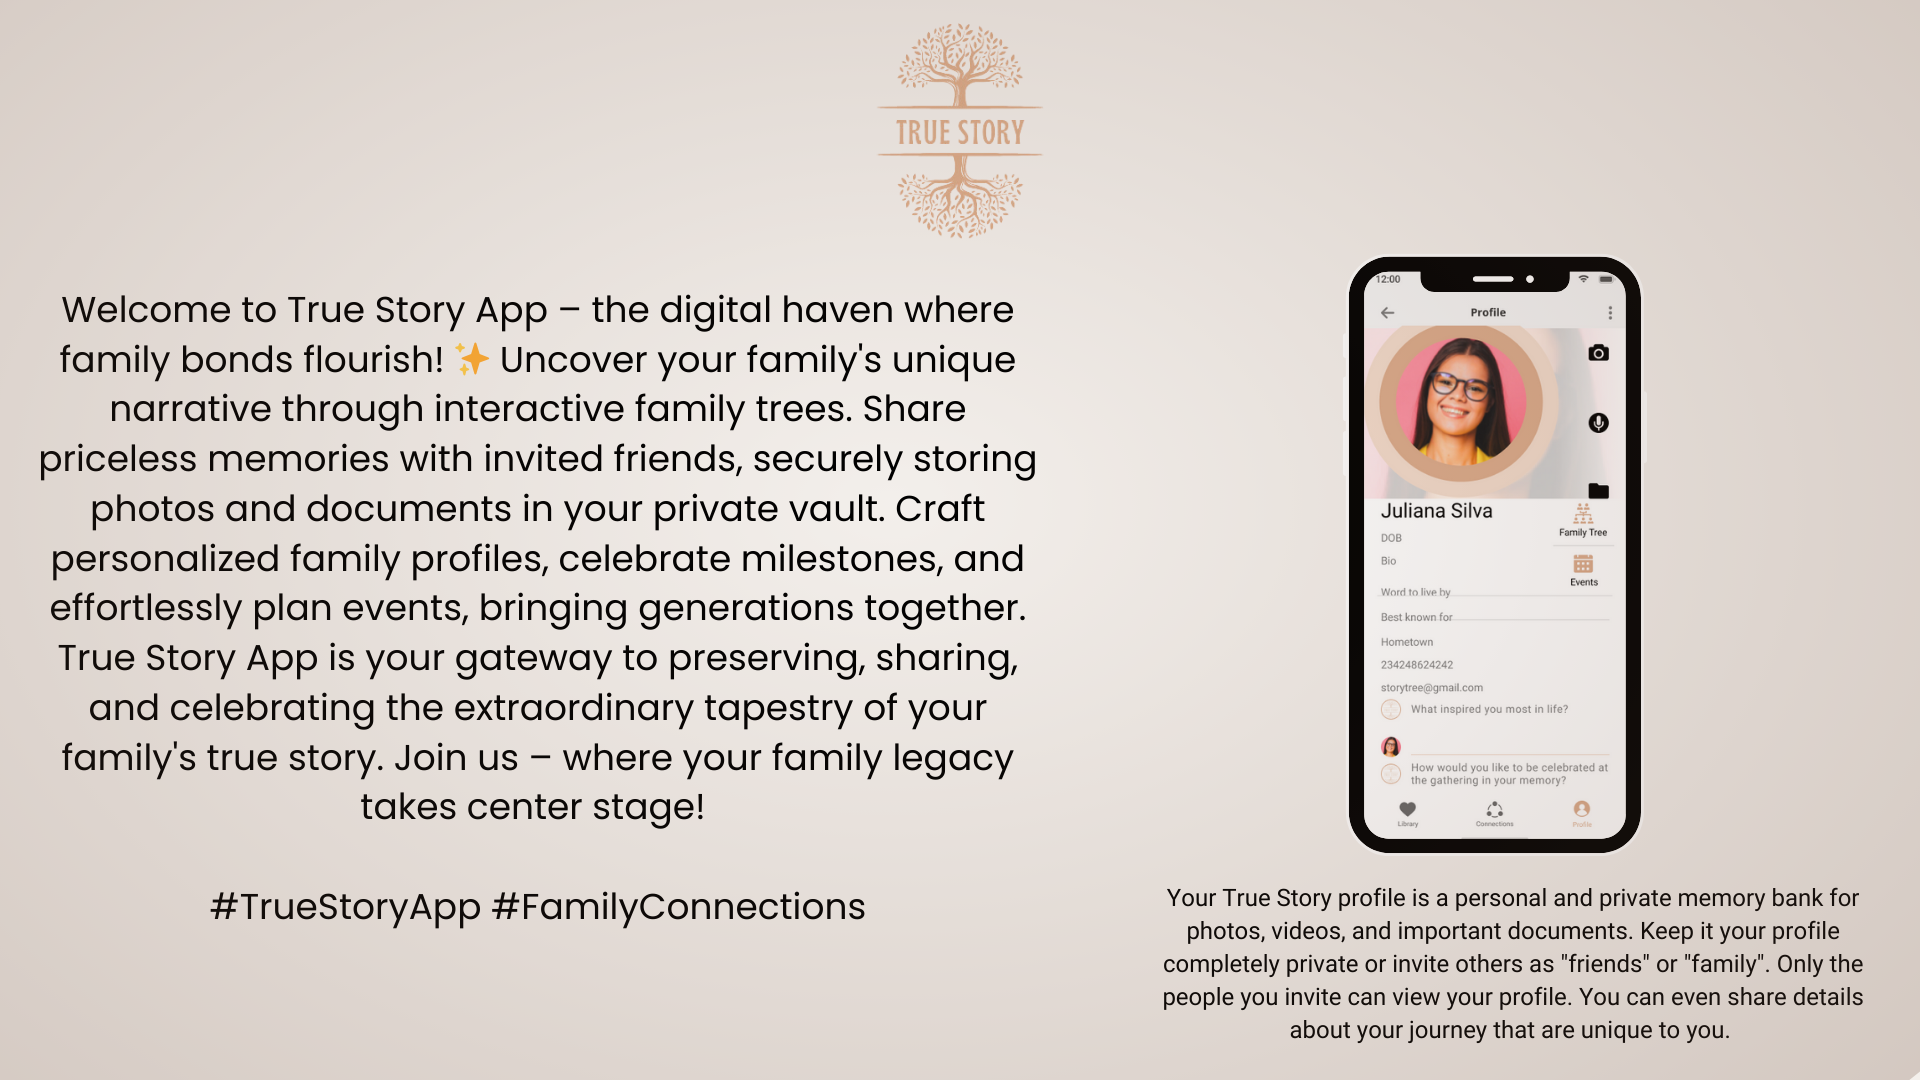 TRUE STORY
Welcome to True Story App – the digital haven where
family bonds flourish! ✨ Uncover your family's unique
narrative through interactive family trees. Share
priceless memories with invited friends, securely storing
photos and documents in your private vault. Craft
personalized family profiles, celebrate milestones, and
effortlessly plan events, bringing generations together.
True Story App is your gateway to preserving, sharing,
and celebrating the extraordinary tapestry of your
family's true story. Join us – where your family legacy
takes center stage!
#TrueStoryApp #FamilyConnections
12:00
Profile
Juliana Silva
Family Tree
DOB
Bio
Events
Word to live by
Best known for
Hometown
234248624242
storytree@gmail.com
What inspired you most in life?
How would you like to be celebrated at
the gathering in your memory?
Library
Connections
Profile
Your True Story profile is a personal and private memory bank for
photos, videos, and important documents. Keep it your profile
completely private or invite others as "friends" or "family". Only the
people you invite can view your profile. You can even share details
about your journey that are unique to you.